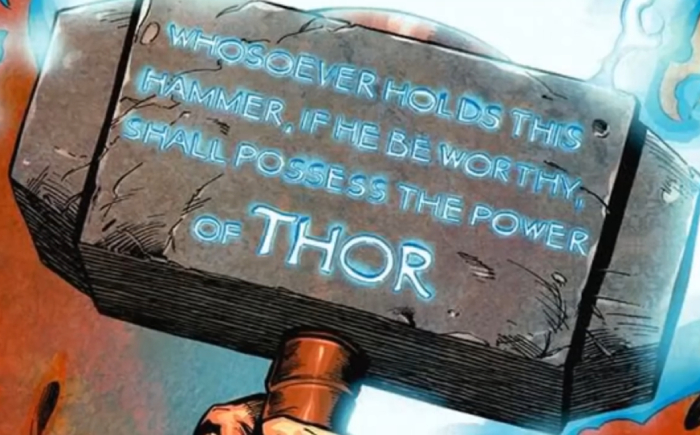 WHOSOEVER HOLDS THIS
HAMMER, IF HE BE WORTHY,
SHALL POSSESS THE POWER
OF THOR